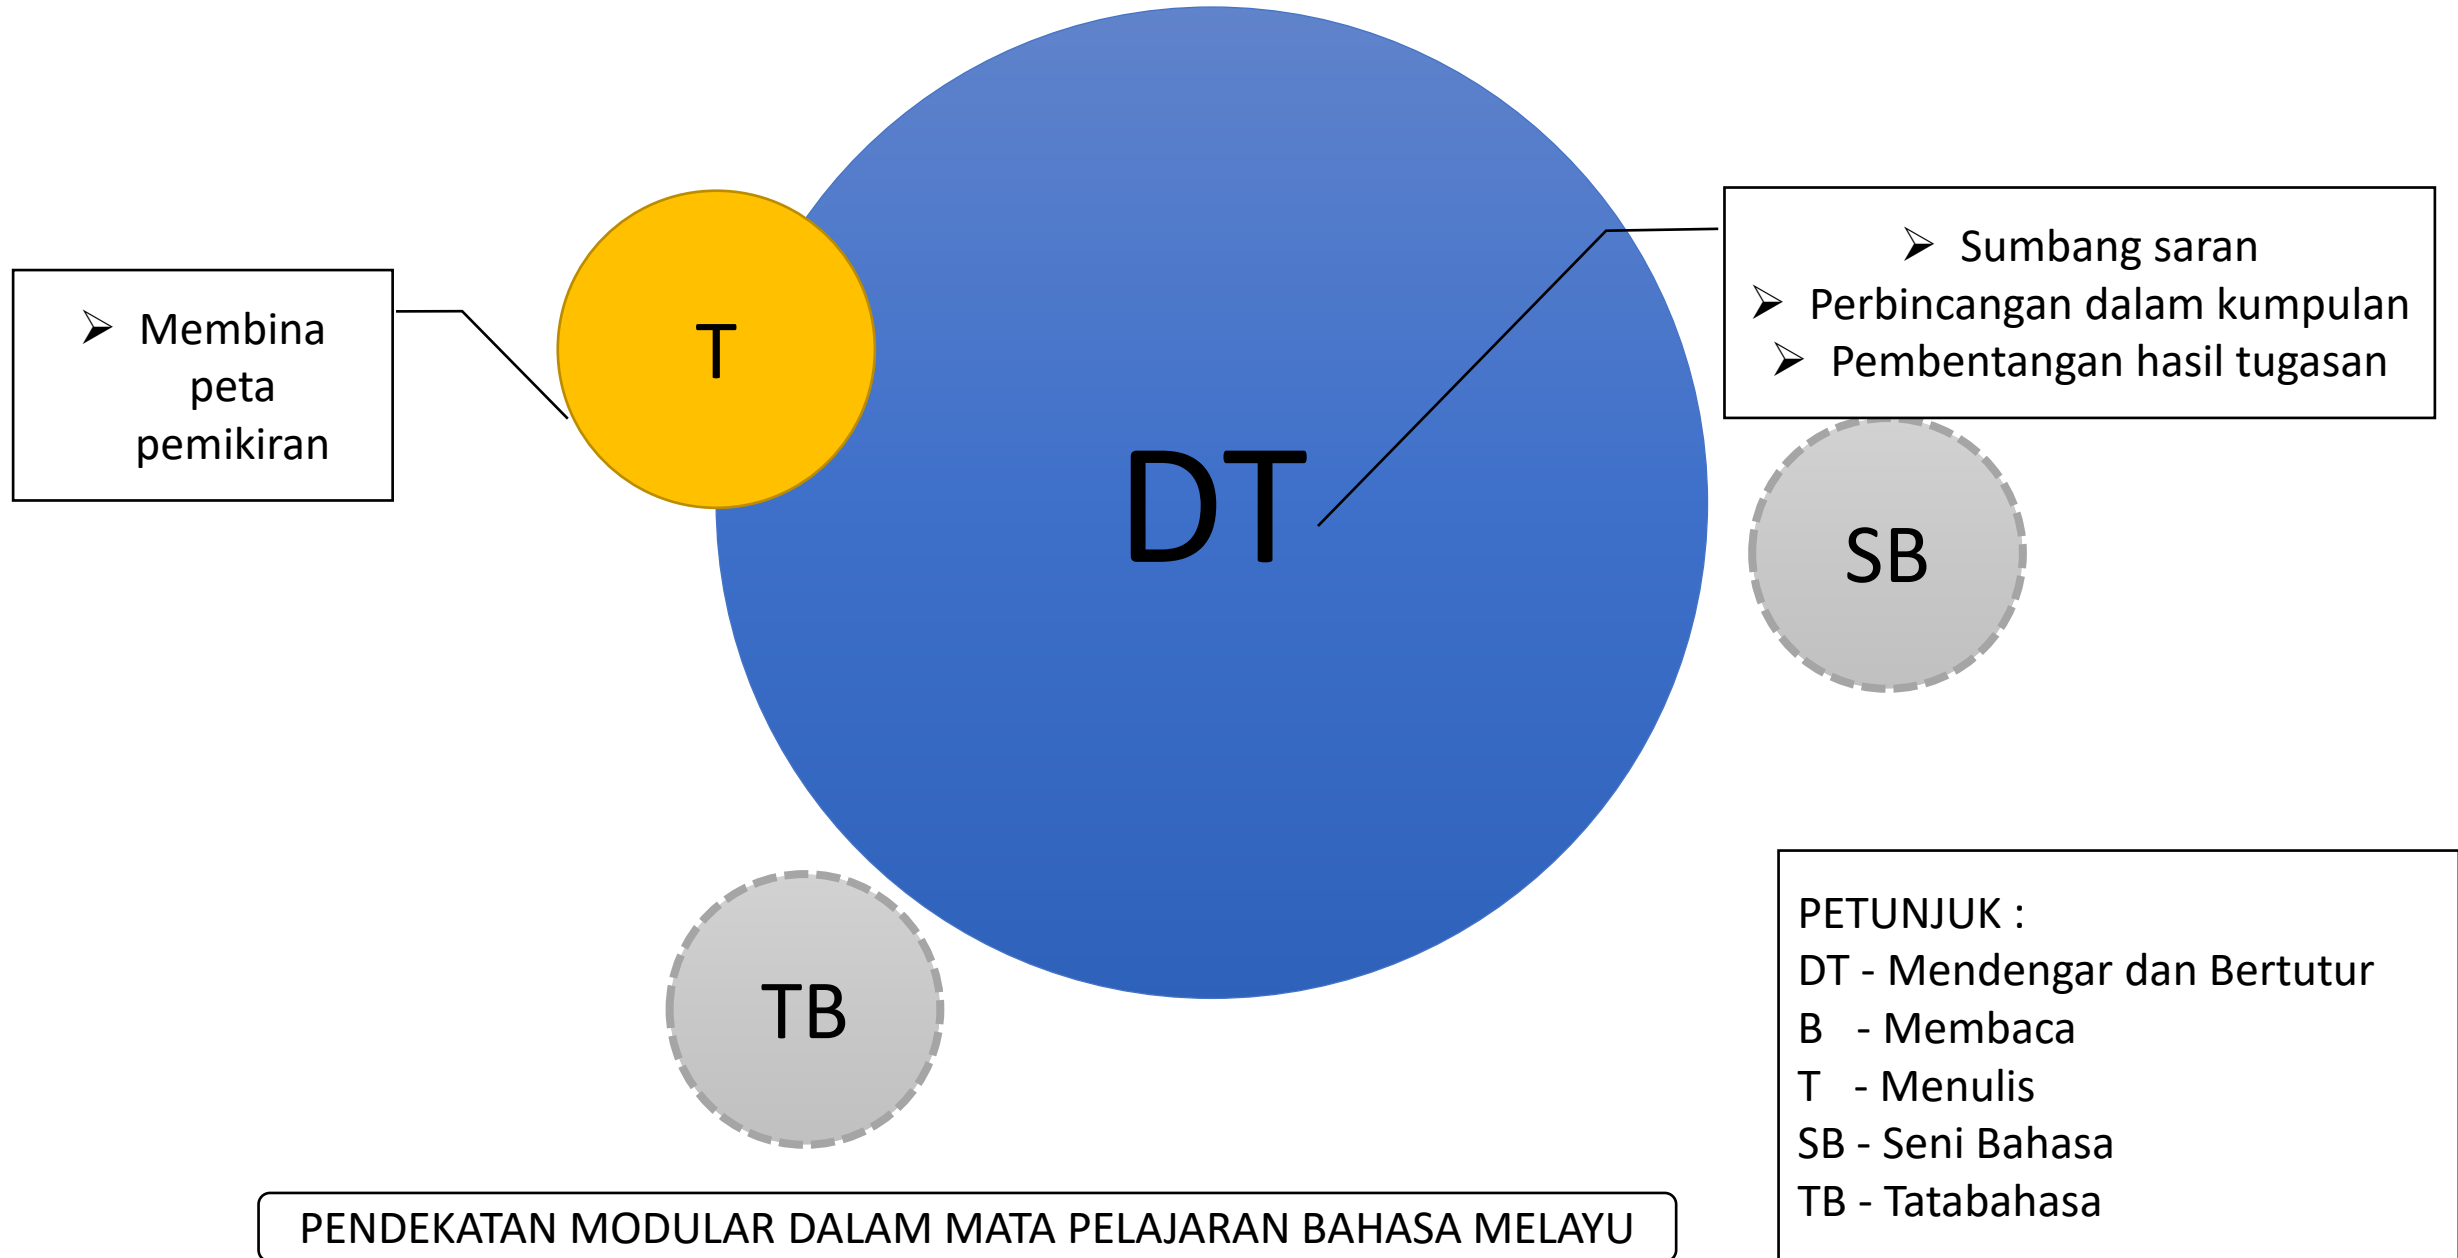 ➢ Membina
peta
pemikiran
T
DT
➢ Sumbang saran
➢ Perbincangan dalam kumpulan
➢ Pembentangan hasil tugasan
SB
TB
PETUNJUK :
DT - Mendengar dan Bertutur
B - Membaca
T - Menulis
SB - Seni Bahasa
TB - Tatabahasa
PENDEKATAN MODULAR DALAM MATA PELAJARAN BAHASA MELAYU